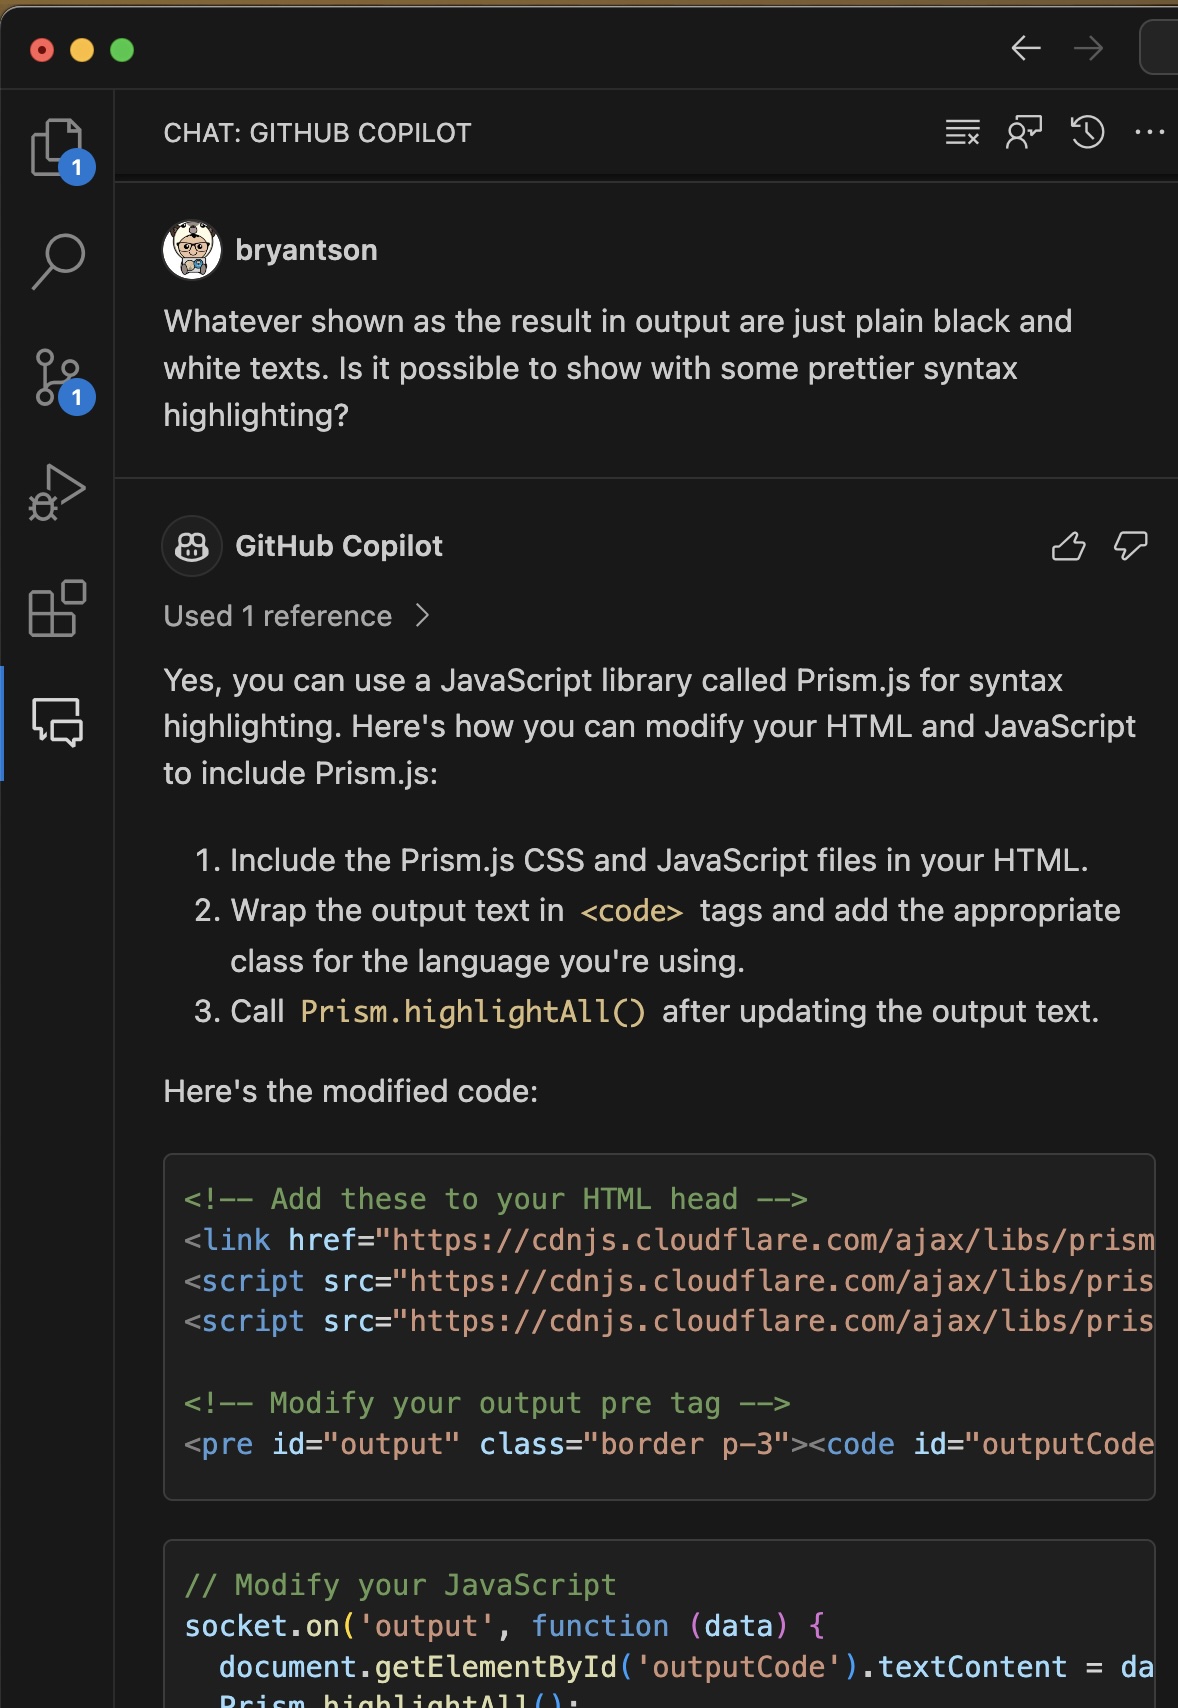 CHAT: GITHUB COPILOT
1
1
bryantson
Whatever shown as the result in output are just plain black and
white texts. Is it possible to show with some prettier syntax
highlighting?
GitHub Copilot
Used 1 reference
Yes, you can use a JavaScript library called Prism.js for syntax
highlighting. Here's how you can modify your HTML and JavaScript
to include Prism.js:
1. Include the Prism.js CSS and JavaScript files in your HTML.
2. Wrap the output text in <code> tags and add the appropriate
class for the language you're using.
3. Call Prism.highlightAll() after updating the output text.
Here's the modified code:
<!-- Add these to your HTML head -->
<link href="https://cdnjs.cloudflare.com/ajax/libs/prism
<script src="https://cdnjs.cloudflare.com/ajax/libs/pris
<script src="https://cdnjs.cloudflare.com/ajax/libs/pris
<!-- Modify your output pre tag -->
<pre id="output" class="border p-3"><code id="outputCode
// Modify your JavaScript
socket.on('output', function (data) {
document.getElementById('outputCode').textContent = da
Prism.highlightAll();